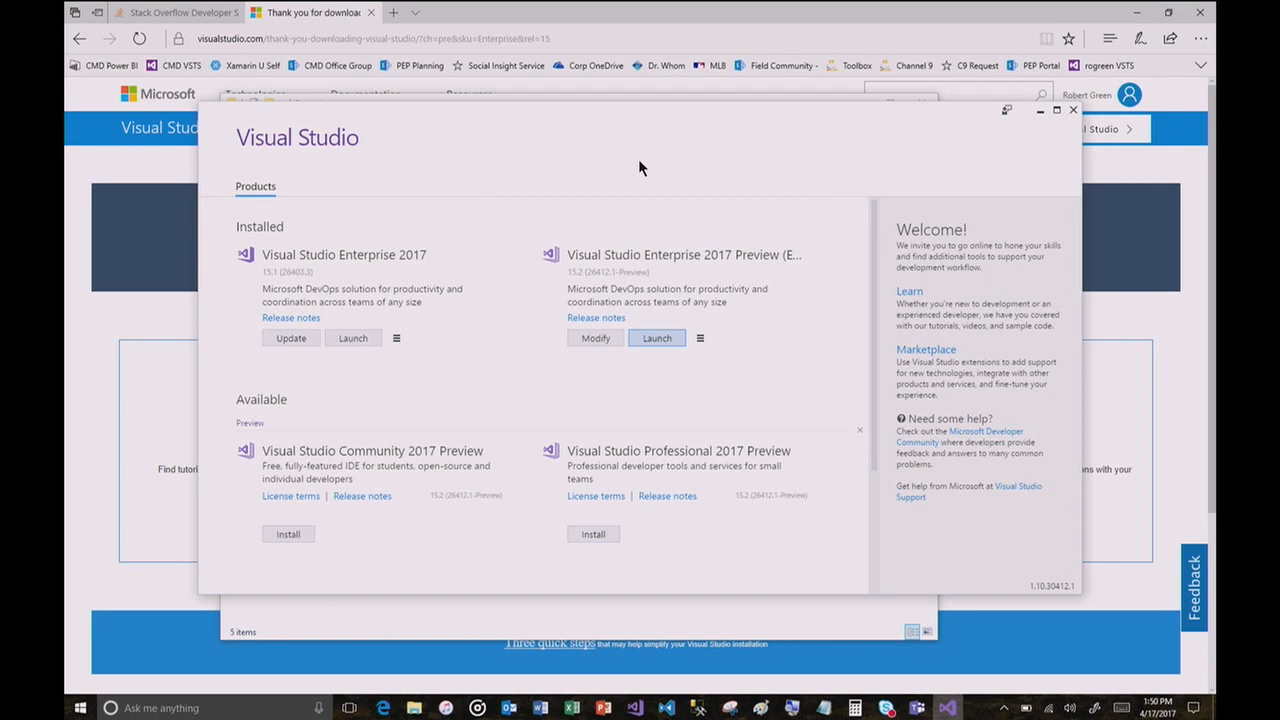 Stack Overflow Developer S
Thank you for downloac
visualstudio.com/thank-you-downloading-visual-studio/?ch=pre&sku=Enterprise&rel=15
CMD Power BI
CMD VSTS
Xamarin U Self
CMD Office Group
PEP Planning
Social Insight Service
Corp OneDrive
Dr. Whom
MLB
Field Community -
Toolbox
Channel 9
C9 Request
PEP Portal
rogreen VSTS
Microsoft
Robert Green
Visual Stud
l Studio
Visual Studio
Products
Installed
Visual Studio Enterprise 2017
15.1 (26403.3)
Microsoft DevOps solution for productivity and
coordination across teams of any size
Release notes
Update
Launch
Visual Studio Enterprise 2017 Preview (E...
15.2 (26412.1-Preview)
Microsoft DevOps solution for productivity and
coordination across teams of any size
Release notes
Modify
Launch
Available
Preview
Visual Studio Community 2017 Preview
Free, fully-featured IDE for students, open-source and
individual developers
License terms | Release notes
15.2 (26412.1-Preview)
Install
Visual Studio Professional 2017 Preview
Professional developer tools and services for small
teams
License terms | Release notes
15.2 (26412.1-Preview)
Install
Welcome!
We invite you to go online to hone your skills
and find additional tools to support your
development workflow.
Learn
Whether you're new to development or an
experienced developer, we have you covered
with our tutorials, videos, and sample code.
Marketplace
Use Visual Studio extensions to add support
for new technologies, integrate with other
products and services, and fine-tune your
experience.
Need some help?
Check out the Microsoft Developer
Community where developers provide
feedback and answers to many common
problems.
Get help from Microsoft at Visual Studio
Support
1.10.30412.1
Find tutori
ons with your
Feedback
5 items
Three quick steps that may help simplify your Visual Studio installation
Ask me anything
1:50 PM
4/17/2017